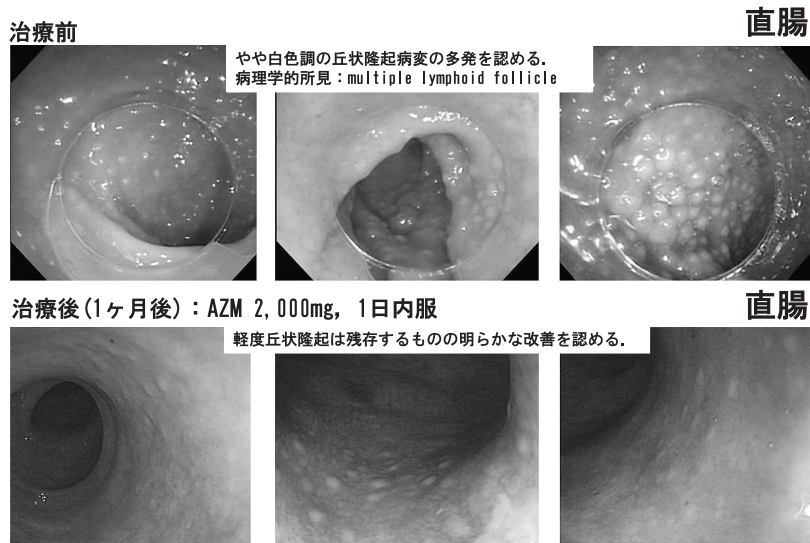 治療前
直腸
やや白色調の丘状隆起病変の多発を認める.
病理学的所見：multiple lymphoid follicle
治療後(1ヶ月後)：AZM 2,000mg, 1日内服
直腸
軽度丘状隆起は残存するものの明らかな改善を認める.